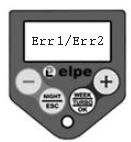 Err1/Err2
elpe
−
+
NIGHT
ESC
WEEK
TURBO
OK